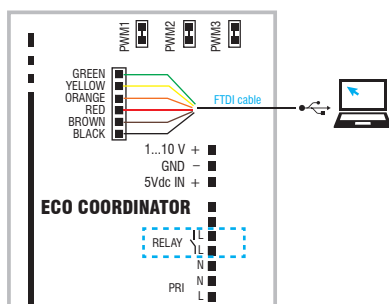 PWM1
PWM2
PWM3
GREEN
YELLOW
ORANGE
RED
BROWN
BLACK
FTDI cable
1...10 V +
GND –
5Vdc IN +
ECO COORDINATOR
L
RELAY
L
N
N
PRI
L